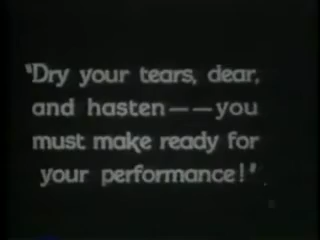 "Dry your tears, dear,
and hasten——you
must make ready for
your performance!"